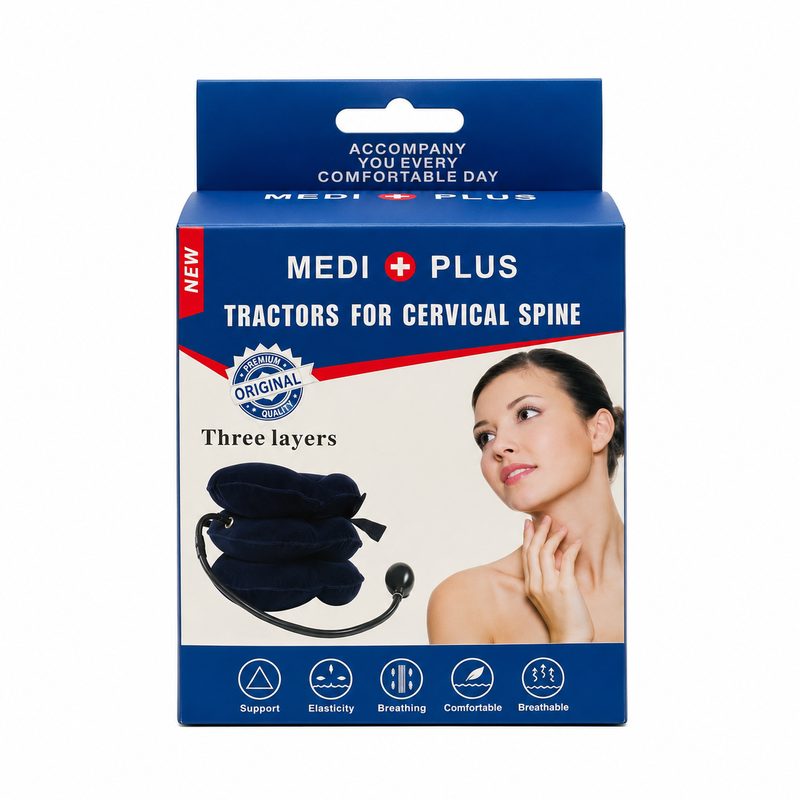 ACCOMPANY
YOU EVERY
COMFORTABLE DAY
MEDI PLUS
NEW
MEDI PLUS
TRACTORS FOR CERVICAL SPINE
PREMIUM
ORIGINAL
QUALITY
Three layers
Support
Elasticity
Breathing
Comfortable
Breathable